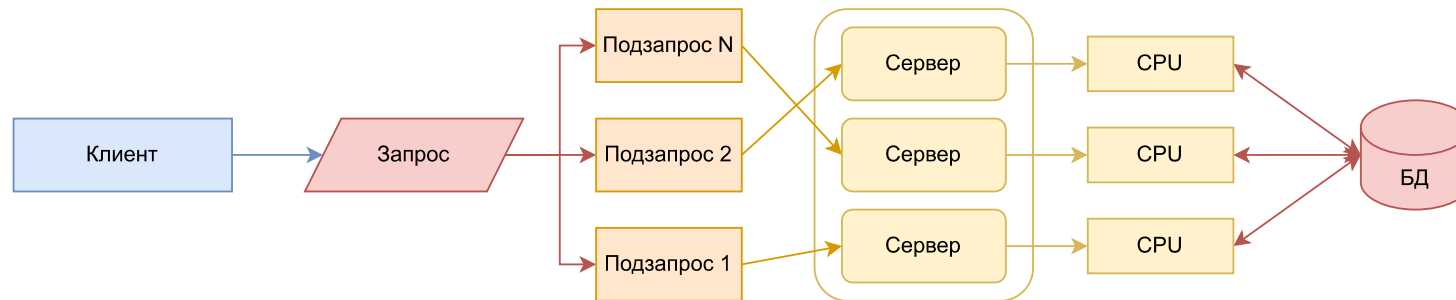 Клиент
Запрос
Подзапрос N
Подзапрос 2
Подзапрос 1
Сервер
Сервер
Сервер
CPU
CPU
CPU
БД